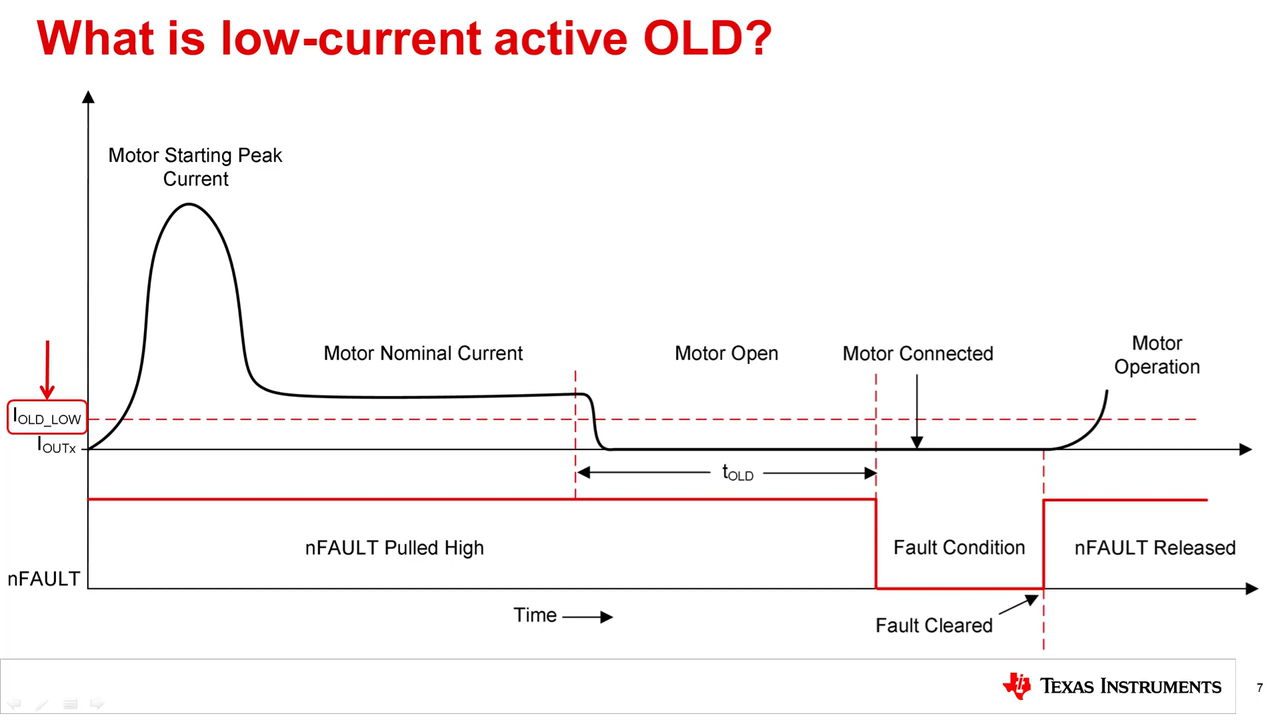 What is low-current active OLD?
Motor Starting Peak
Current
Motor Nominal Current
Motor Open
Motor Connected
Motor
Operation
IOLD_LOW
IOUTx
tOLD
nFAULT Pulled High
Fault Condition
nFAULT Released
nFAULT
Time
Fault Cleared
TEXAS INSTRUMENTS
7